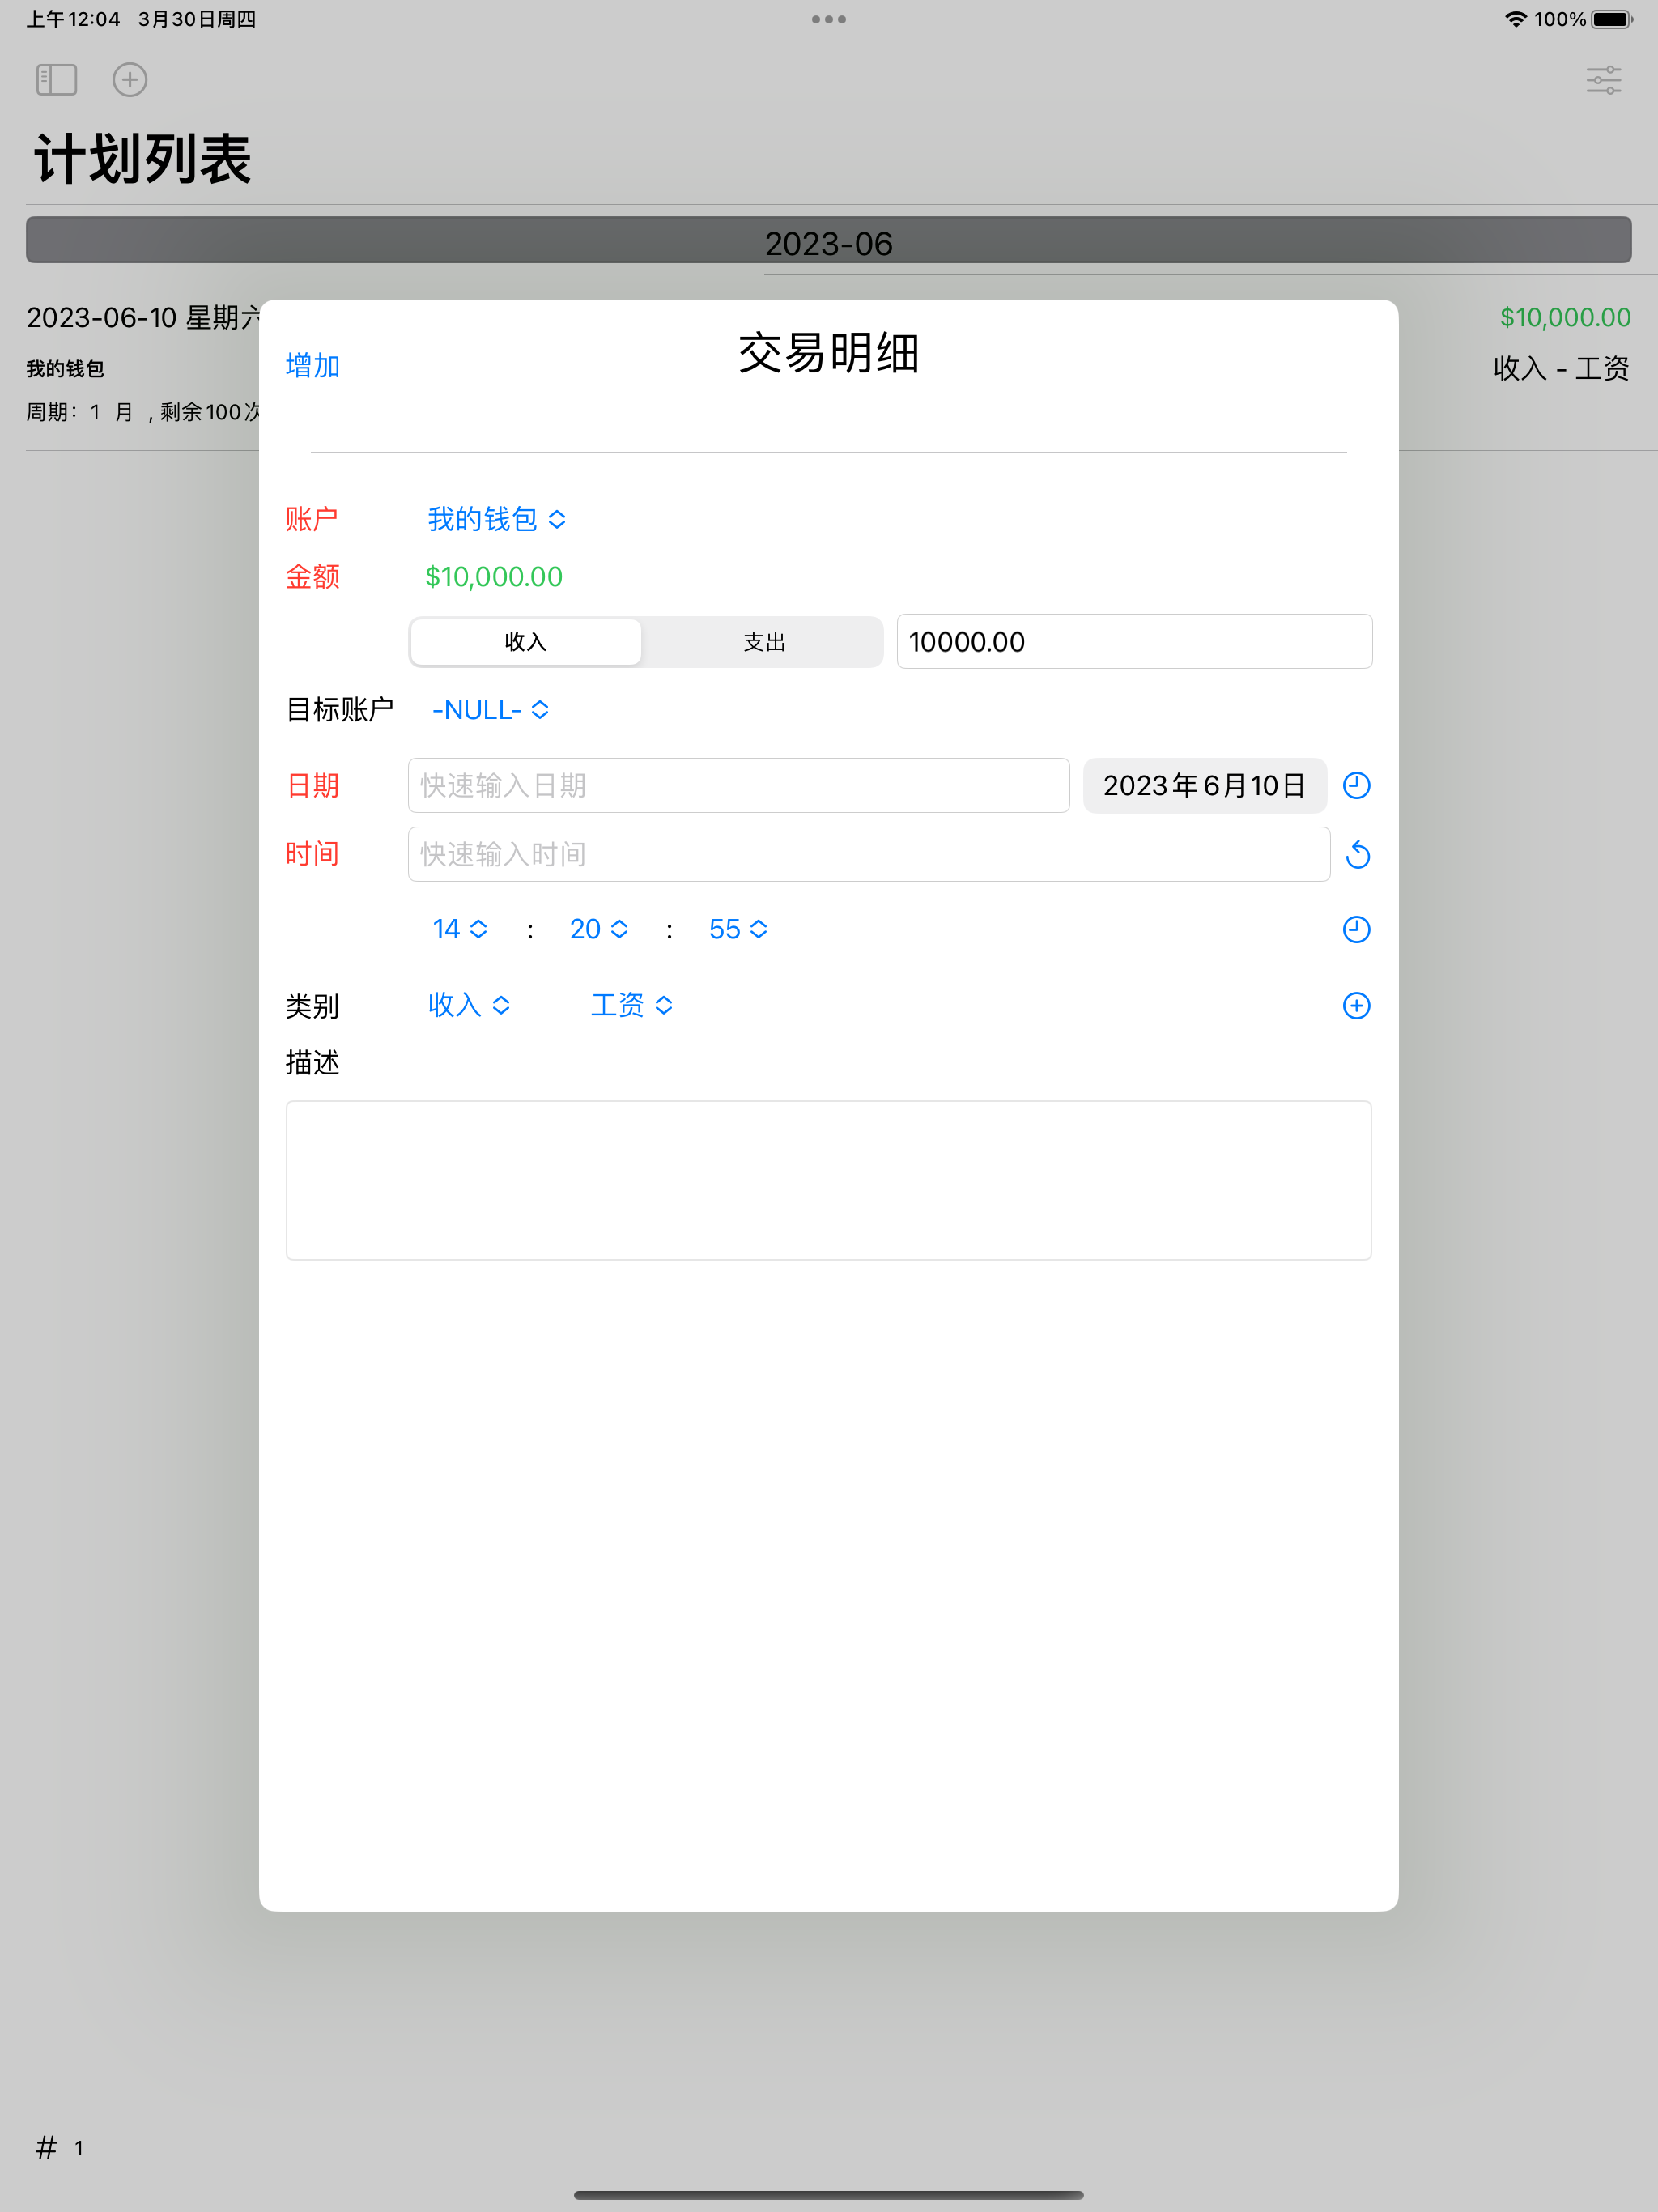 上午12:04 3月30日周四 100%
计划列表
2023-06
2023-06-10 星期六 $10,000.00
我的钱包 收入 - 工资
周期：1 月 ,剩余100次
增加 交易明细
账户 我的钱包
金额 $10,000.00
收入 支出 10000.00
目标账户 -NULL-
日期 快速输入日期 2023年6月10日
时间 快速输入时间
14 : 20 : 55
类别 收入 工资
描述
# 1